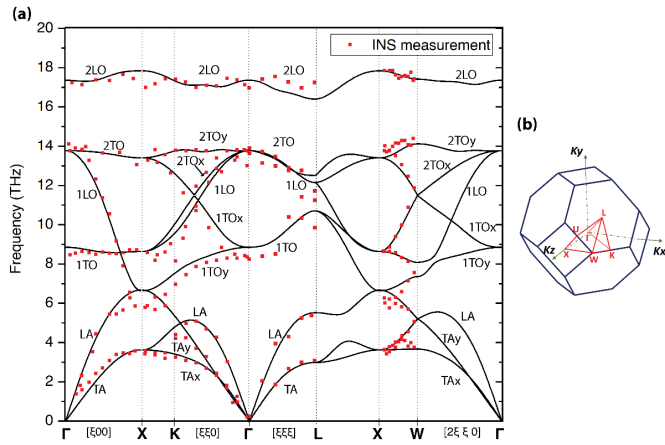 (a)
20
18
16
14
12
10
8
6
4
2
0
Frequency (THz)
INS measurement
2LO
2LO
2LO
2LO
2TO
2TOy
2TOx
2TO
2TOy
2TOx
1LO
1LO
1LO
1TOx
1TOx
1TO
1TOy
1TO
1TOy
LA
LA
LA
LA
TAy
TAy
TA
TAx
TA
TAx
Γ [ξ00] X K [ξξ0] Γ [ξξξ] L X W [2ξ ξ 0] Γ
(b)
Ky
L
U
Γ
Kz
X
W
K
Kx